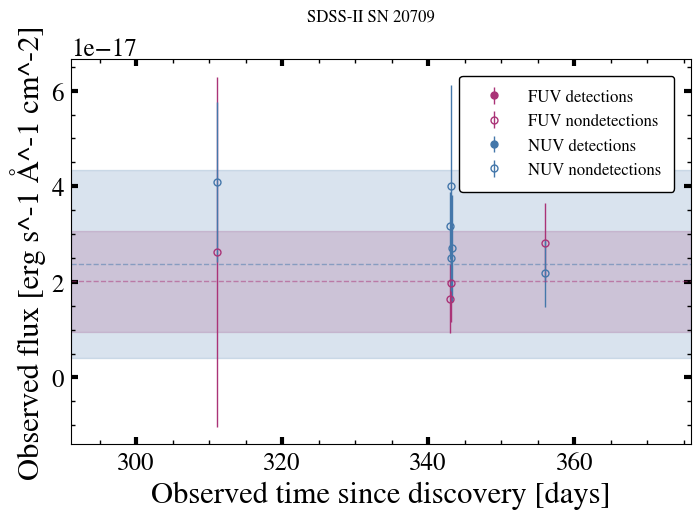 SDSS-II SN 20709
1e−17
Observed flux [erg s^-1 Å^-1 cm^-2]
6
4
2
0
FUV detections
FUV nondetections
NUV detections
NUV nondetections
300
320
340
360
Observed time since discovery [days]